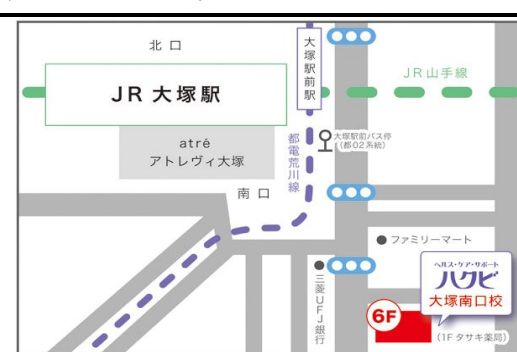 北口
大塚駅前駅
JR山手線
JR 大塚駅
atré
アトレヴィ大塚
都電荒川線
大塚駅前バス停
(都02系統)
南口
ファミリーマート
三菱UFJ銀行
ヘルス・ケア・サポート
ハクビ
大塚南口校
6F
(1F タサキ薬局)